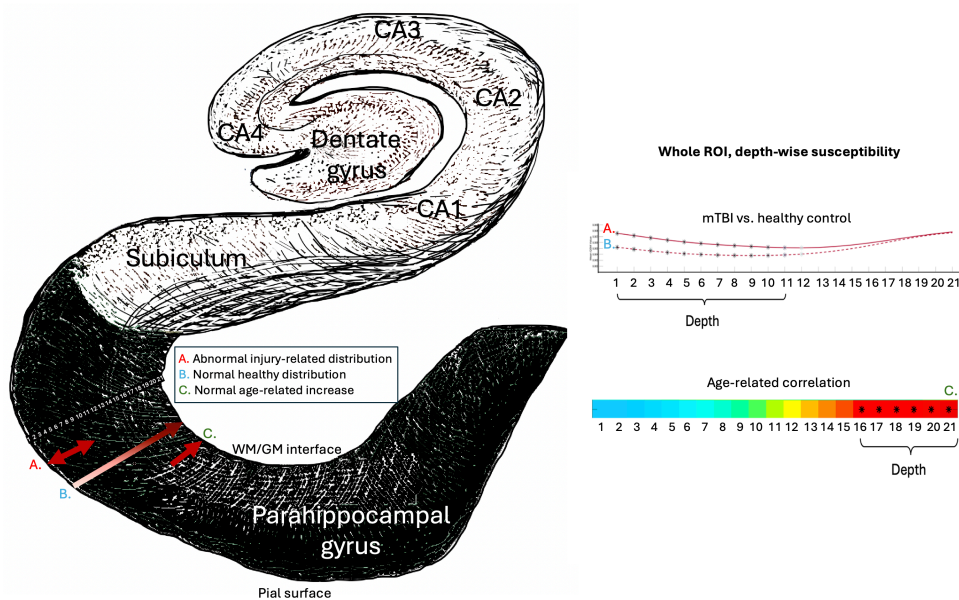 CA3
CA2
CA4
Dentate
gyrus
CA1
Subiculum
A. Abnormal injury-related distribution
B. Normal healthy distribution
C. Normal age-related increase
A.
B.
C.
WM/GM interface
Parahippocampal
gyrus
Pial surface
Whole ROI, depth-wise susceptibility
mTBI vs. healthy control
A.
B.
1 2 3 4 5 6 7 8 9 10 11 12 13 14 15 16 17 18 19 20 21
Depth
Age-related correlation
C.
* * * * * *
1 2 3 4 5 6 7 8 9 10 11 12 13 14 15 16 17 18 19 20 21
Depth